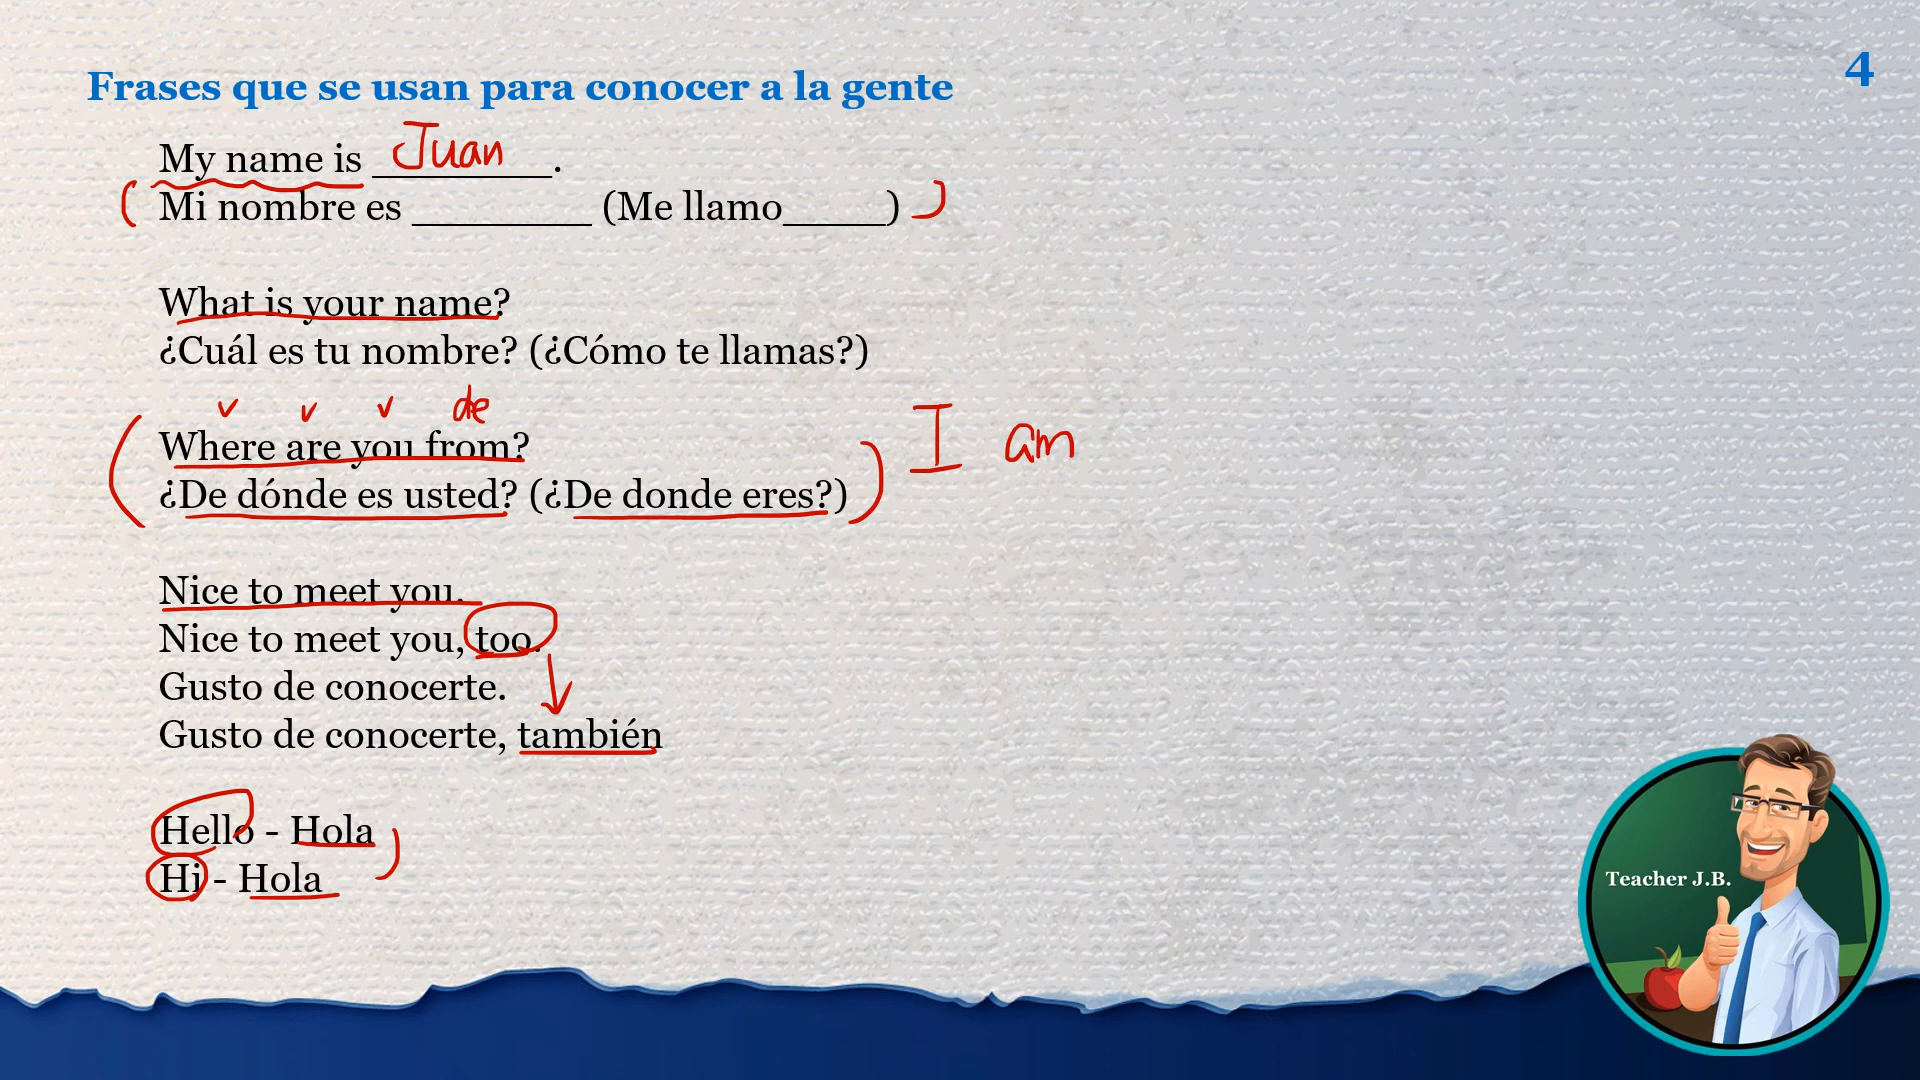 4
Frases que se usan para conocer a la gente
My name is Juan.
Mi nombre es ________ (Me llamo_____)
What is your name?
¿Cuál es tu nombre? (¿Cómo te llamas?)
de
Where are you from?
I am
¿De dónde es usted? (¿De donde eres?)
Nice to meet you.
Nice to meet you, too.
Gusto de conocerte.
Gusto de conocerte, también
Hello - Hola
Hi - Hola
Teacher J.B.